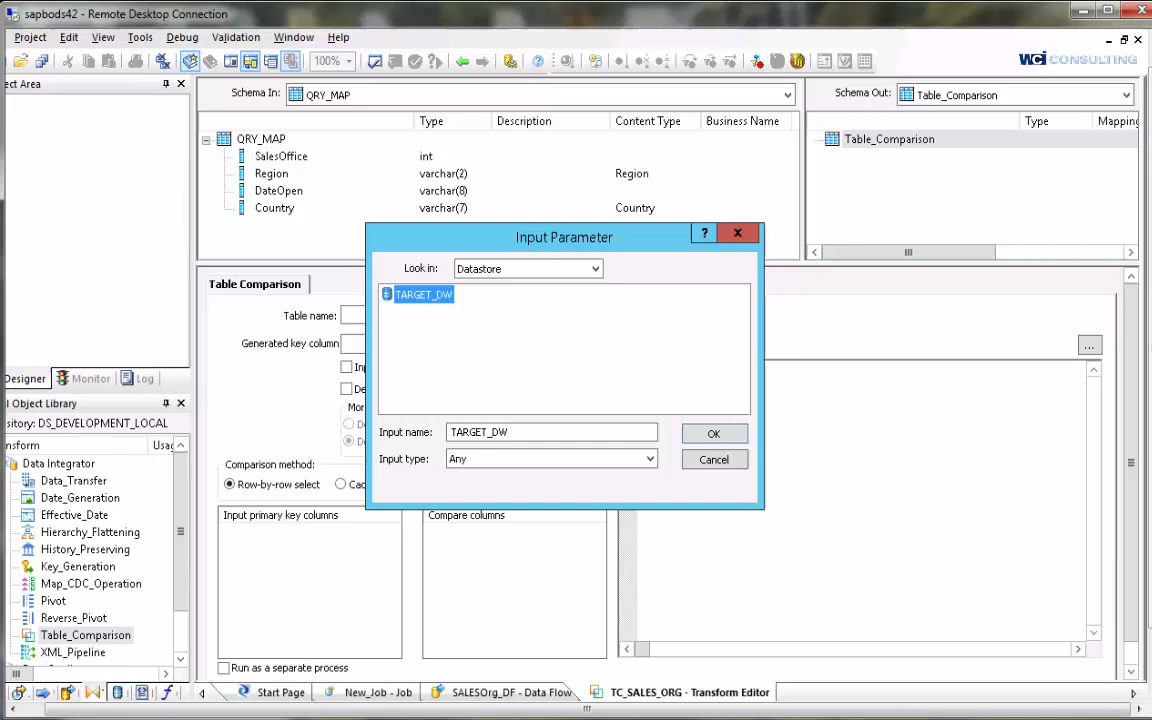 sapbods42 - Remote Desktop Connection
Project Edit View Tools Debug Validation Window Help
100%
WCI CONSULTING
ect Area
Schema In: QRY_MAP
Schema Out: Table_Comparison
Type Description Content Type Business Name
Type Mapping
QRY_MAP
Table_Comparison
SalesOffice int
Region varchar(2) Region
DateOpen varchar(8)
Country varchar(7) Country
Input Parameter
?
Look in: Datastore
TARGET_DW
Input name: TARGET_DW
OK
Input type: Any
Cancel
Table Comparison
Table name:
Generated key column
...
Comparison method:
Row-by-row select
Input primary key columns
Compare columns
Run as a separate process
Designer Monitor Log
l Object Library
sitory: DS_DEVELOPMENT_LOCAL
nsform Usag
Data Integrator
Data_Transfer
Date_Generation
Effective_Date
Hierarchy_Flattening
History_Preserving
Key_Generation
Map_CDC_Operation
Pivot
Reverse_Pivot
Table_Comparison
XML_Pipeline
Start Page New_Job - Job SALESOrg_DF - Data Flow TC_SALES_ORG - Transform Editor